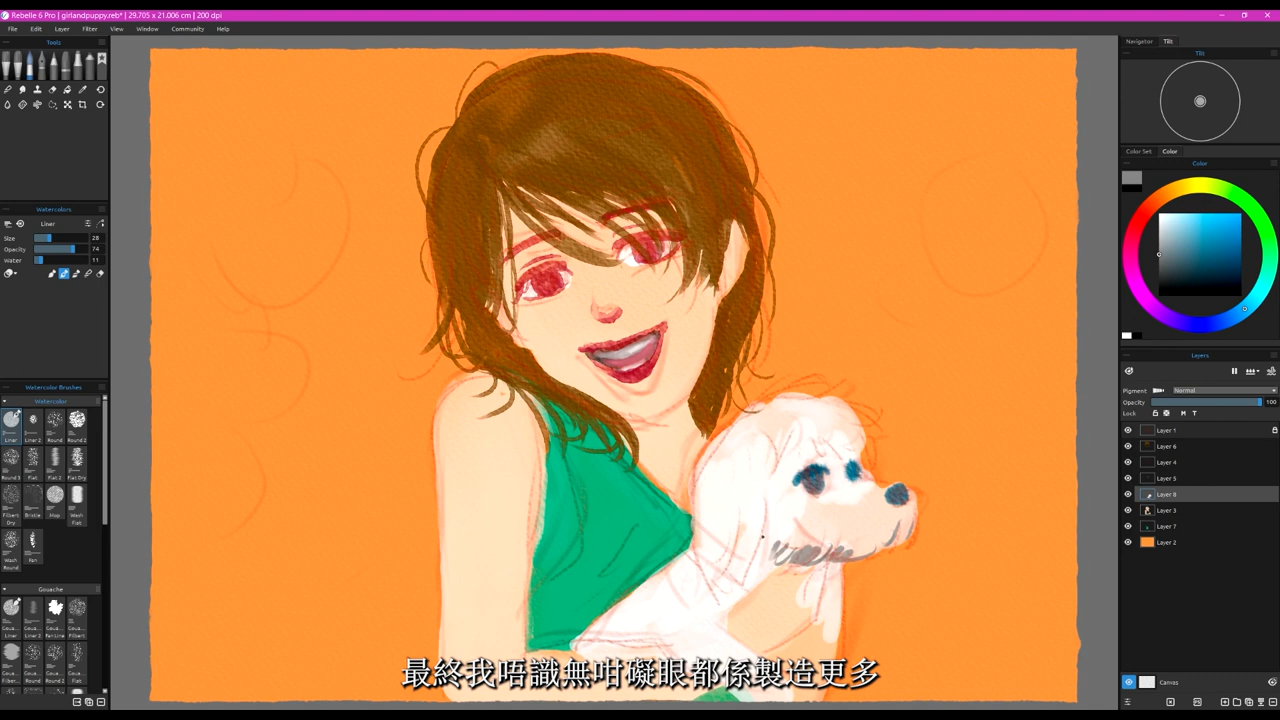 Rebelle 6 Pro | girlandpuppy.reb* | 29.705 x 21.006 cm | 200 dpi
File Edit Layer Filter View Window Community Help
Tools
Navigator Tilt
Tilt
Color Set Color
Color
Watercolors
Liner
Size 28
Opacity 74
Water 11
Layers
Pigment Normal
Opacity 100
Lock M T
Watercolor Brushes
Watercolor
Liner Liner 2 Round Round 2
Round 3 Flat Flat 2 Flat Dry
Filbert Dry Bristle Mop Wash Flat
Wash Round Fan
Gouache
Layer 1
Layer 6
Layer 4
Layer 5
Layer 8
Layer 3
Layer 7
Layer 2
Canvas
最終我唔識無咁礙眼都係製造更多